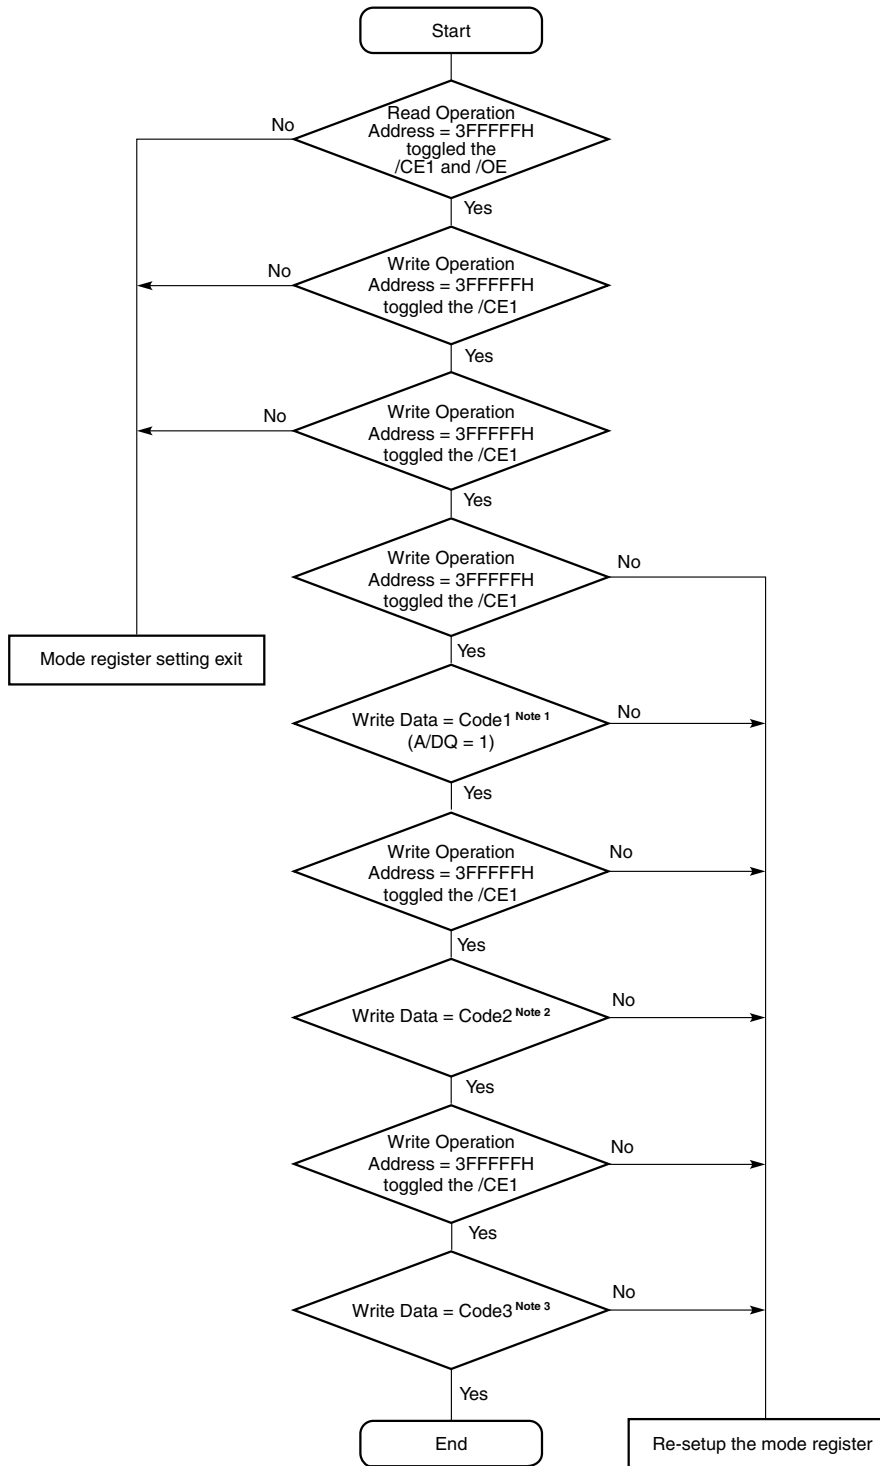 Start
Read Operation
Address = 3FFFFFH
toggled the
/CE1 and /OE
No
Yes
Write Operation
Address = 3FFFFFH
toggled the /CE1
No
Yes
Write Operation
Address = 3FFFFFH
toggled the /CE1
No
Yes
Write Operation
Address = 3FFFFFH
toggled the /CE1
No
Yes
Mode register setting exit
Write Data = Code1 Note 1
(A/DQ = 1)
No
Yes
Write Operation
Address = 3FFFFFH
toggled the /CE1
No
Yes
Write Data = Code2 Note 2
No
Yes
Write Operation
Address = 3FFFFFH
toggled the /CE1
No
Yes
Write Data = Code3 Note 3
No
Yes
End
Re-setup the mode register